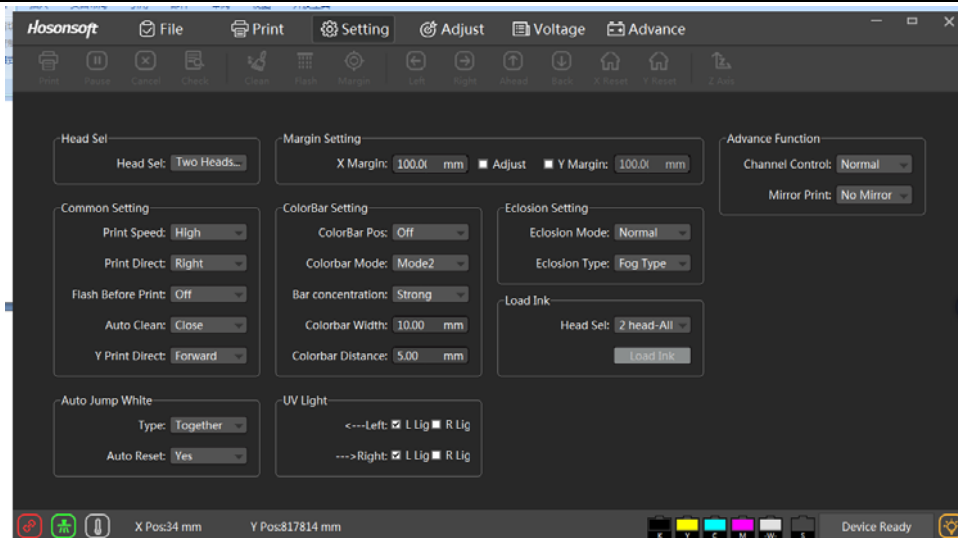 Hosonsoft File Print Setting Adjust Voltage Advance
Print Pause Cancel Check Clean Flash Margin Left Right Ahead Back X Reset Y Reset Z Axis
Head Sel
Head Sel: Two Heads...
Margin Setting
X Margin: 100.0( mm Adjust Y Margin: 100.0( mm
Advance Function
Channel Control: Normal
Mirror Print: No Mirror
Common Setting
Print Speed: High
Print Direct: Right
Flash Before Print: Off
Auto Clean: Close
Y Print Direct: Forward
ColorBar Setting
ColorBar Pos: Off
Colorbar Mode: Mode2
Bar concentration: Strong
Colorbar Width: 10.00 mm
Colorbar Distance: 5.00 mm
Eclosion Setting
Eclosion Mode: Normal
Eclosion Type: Fog Type
Load Ink
Head Sel: 2 head-All
Load Ink
Auto Jump White
Type: Together
Auto Reset: Yes
UV Light
<---Left: L Lig R Lig
--->Right: L Lig R Lig
X Pos:34 mm Y Pos:817814 mm K Y C M -W- S Device Ready